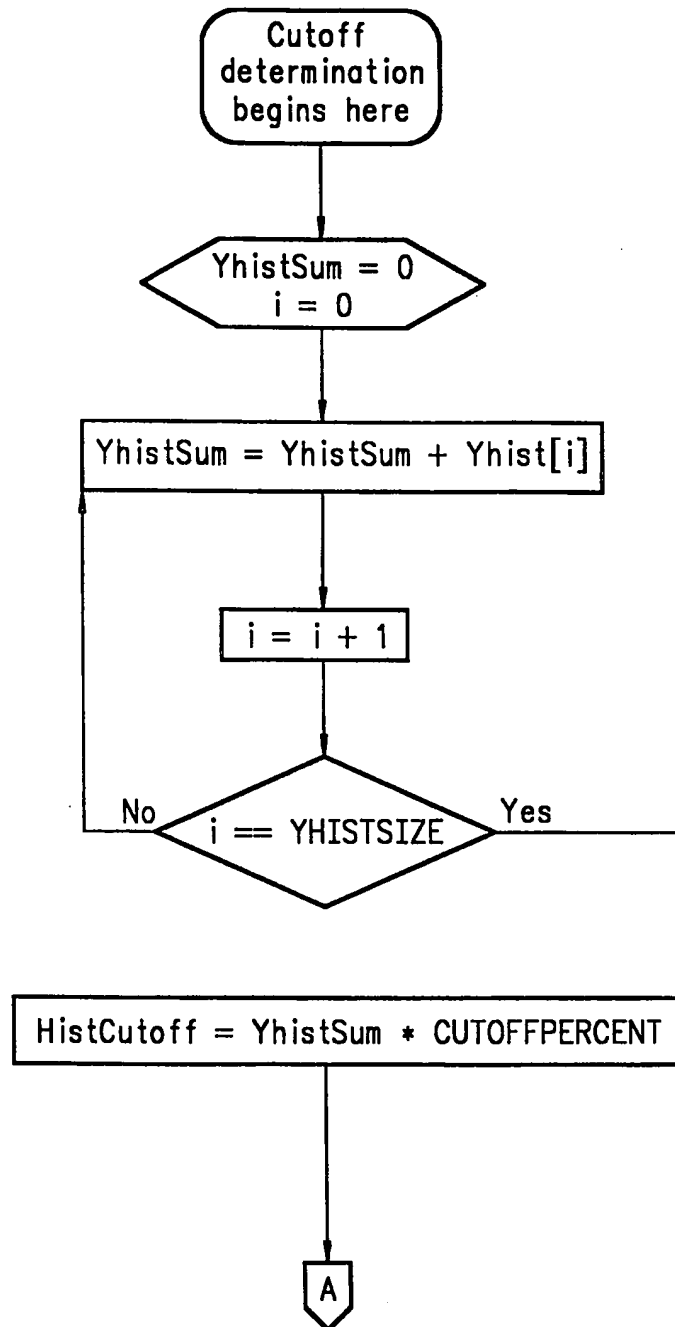 Cutoff
determination
begins here
YhistSum = 0
i = 0
YhistSum = YhistSum + Yhist[i]
i = i + 1
No
i == YHISTSIZE
Yes
HistCutoff = YhistSum * CUTOFFPERCENT
A